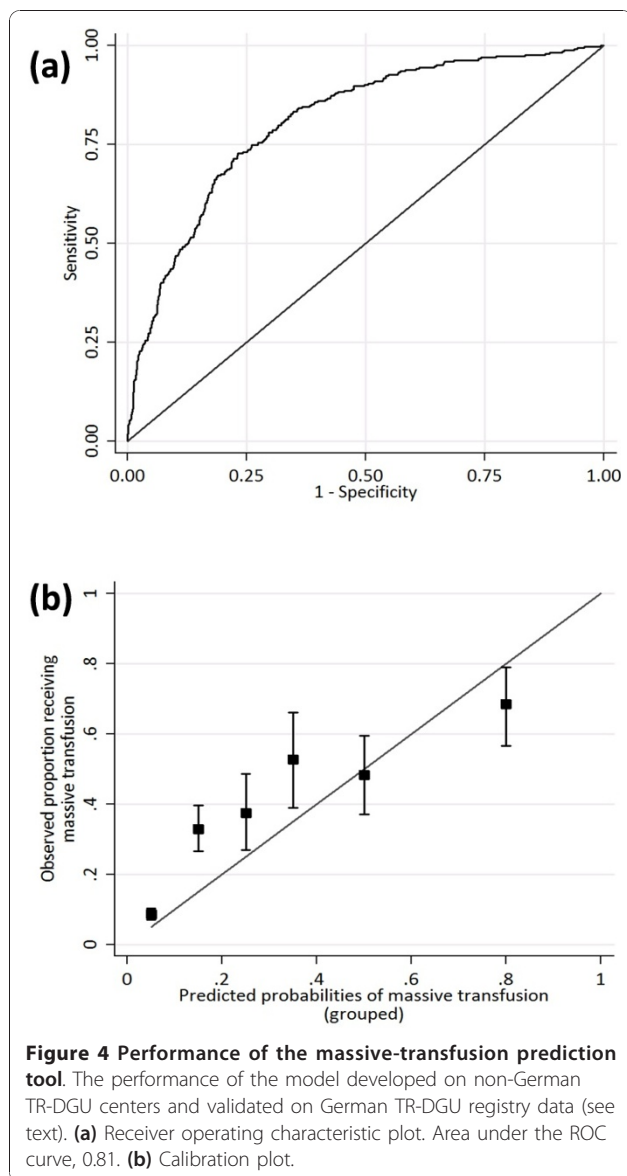 (a)
1.00
0.75
0.50
0.25
0.00
Sensitivity
0.00 0.25 0.50 0.75 1.00
1 - Specificity
(b)
1
.8
.6
.4
.2
0
Observed proportion receiving
massive transfusion
0 .2 .4 .6 .8 1
Predicted probabilities of massive transfusion
(grouped)
Figure 4 Performance of the massive-transfusion prediction
tool. The performance of the model developed on non-German
TR-DGU centers and validated on German TR-DGU registry data (see
text). (a) Receiver operating characteristic plot. Area under the ROC
curve, 0.81. (b) Calibration plot.